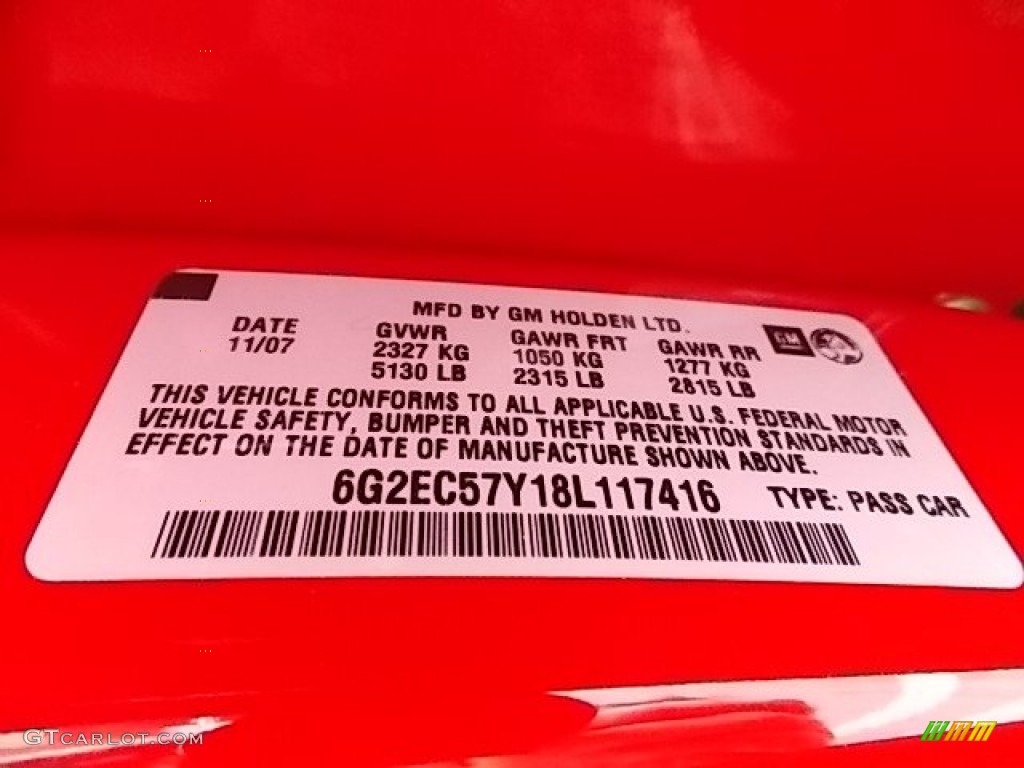 MFD BY GM HOLDEN LTD.
DATE
11/07
GVWR
2327 KG
5130 LB
GAWR FRT
1050 KG
2315 LB
GAWR RR
1277 KG
2815 LB
GM
THIS VEHICLE CONFORMS TO ALL APPLICABLE U.S. FEDERAL MOTOR
VEHICLE SAFETY, BUMPER AND THEFT PREVENTION STANDARDS IN
EFFECT ON THE DATE OF MANUFACTURE SHOWN ABOVE.
6G2EC57Y18L117416
TYPE: PASS CAR
GTCARLOT.COM